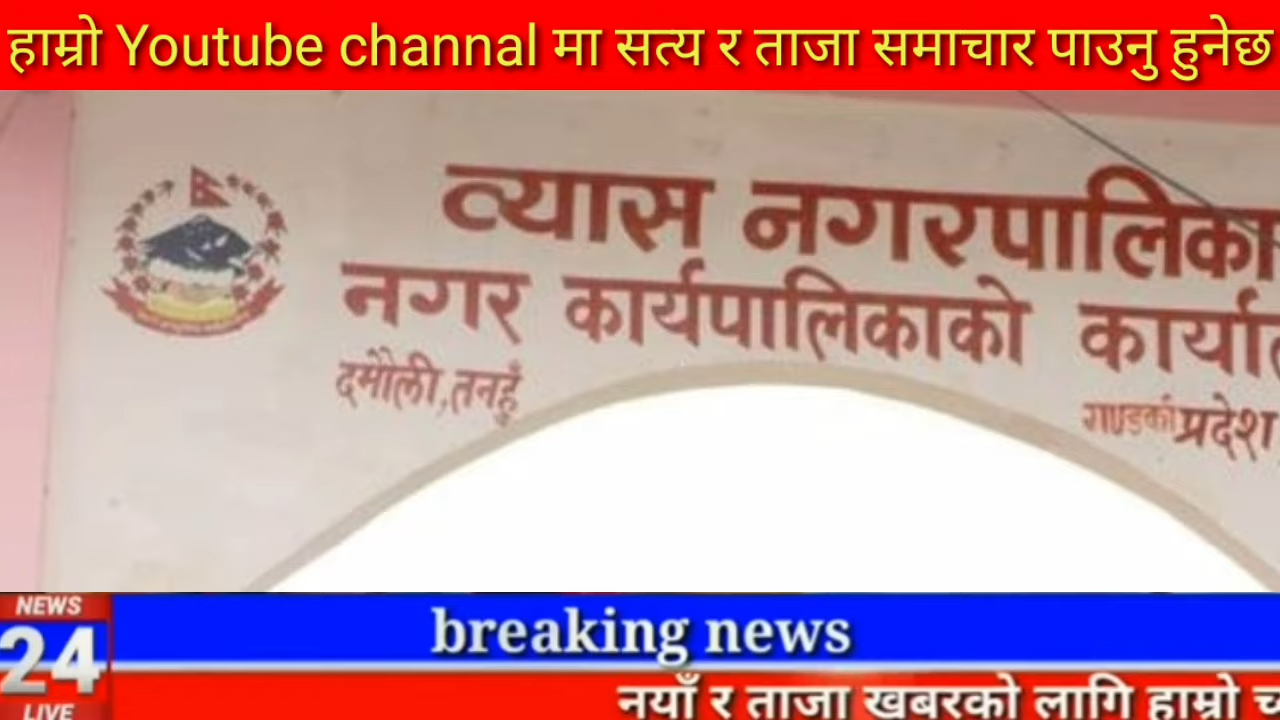 हाम्रो Youtube channal मा सत्य र ताजा समाचार पाउनु हुनेछ
व्यास नगरपालिका
नगर कार्यपालिकाको
दमौली, तनहुँ
गण्डकी प्रदेश
NEWS
24
LIVE
breaking news
नयाँ र ताजा खबरको लागि हाम्रो